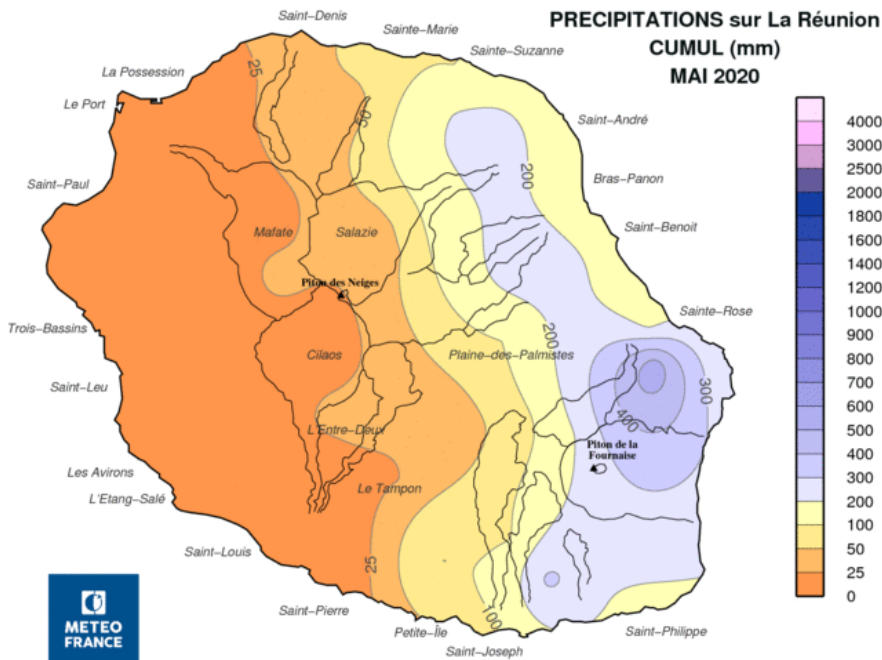 PRECIPITATIONS sur La Réunion
CUMUL (mm)
MAI 2020
Saint-Denis
Sainte-Marie
Sainte-Suzanne
La Possession
Le Port
Saint-André
Saint-Paul
Bras-Panon
Saint-Benoit
Mafate
Salazie
Piton des Neiges
Sainte-Rose
Trois-Bassins
Cilaos
Plaine-des-Palmistes
Saint-Leu
L'Entre-Deux
Piton de la
Fournaise
Les Avirons
Le Tampon
L'Etang-Salé
Saint-Louis
Saint-Pierre
Petite-Île
Saint-Joseph
Saint-Philippe
25
50
200
200
300
400
25
100
4000
3000
2500
2000
1800
1600
1400
1200
1000
900
800
700
600
500
400
300
200
100
50
25
0
METEO
FRANCE